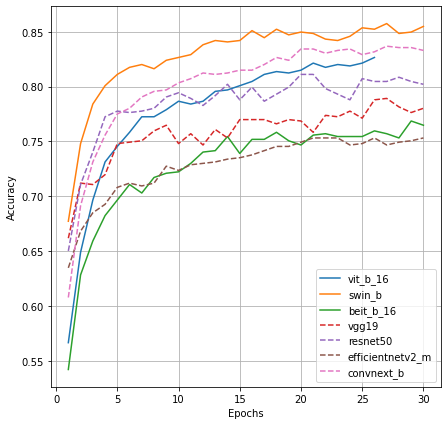 0.85
0.80
0.75
0.70
0.65
0.60
0.55
Accuracy
0 5 10 15 20 25 30
Epochs
vit_b_16
swin_b
beit_b_16
vgg19
resnet50
efficientnetv2_m
convnext_b